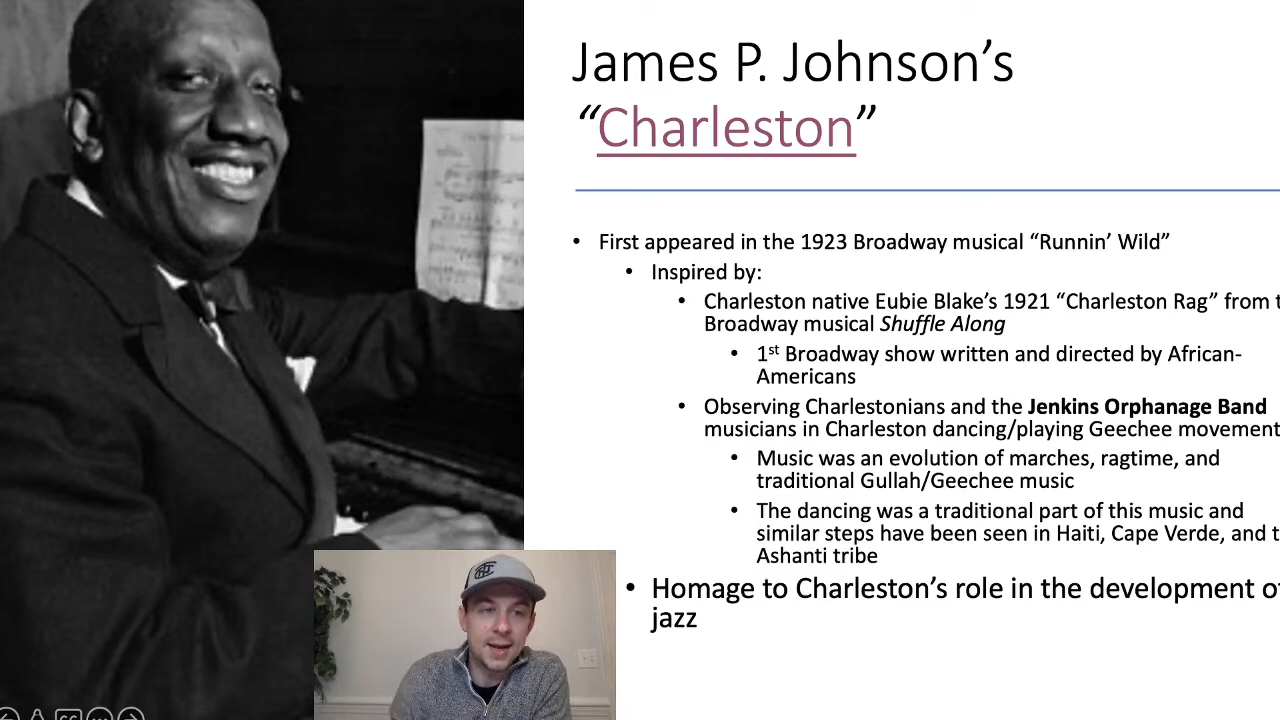 James P. Johnson’s
“Charleston”
• First appeared in the 1923 Broadway musical “Runnin’ Wild”
• Inspired by:
• Charleston native Eubie Blake’s 1921 “Charleston Rag” from
Broadway musical Shuffle Along
• 1st Broadway show written and directed by African-
Americans
• Observing Charlestonians and the Jenkins Orphanage Band
musicians in Charleston dancing/playing Geechee movement
• Music was an evolution of marches, ragtime, and
traditional Gullah/Geechee music
• The dancing was a traditional part of this music and
similar steps have been seen in Haiti, Cape Verde, and
Ashanti tribe
• Homage to Charleston’s role in the development of
jazz